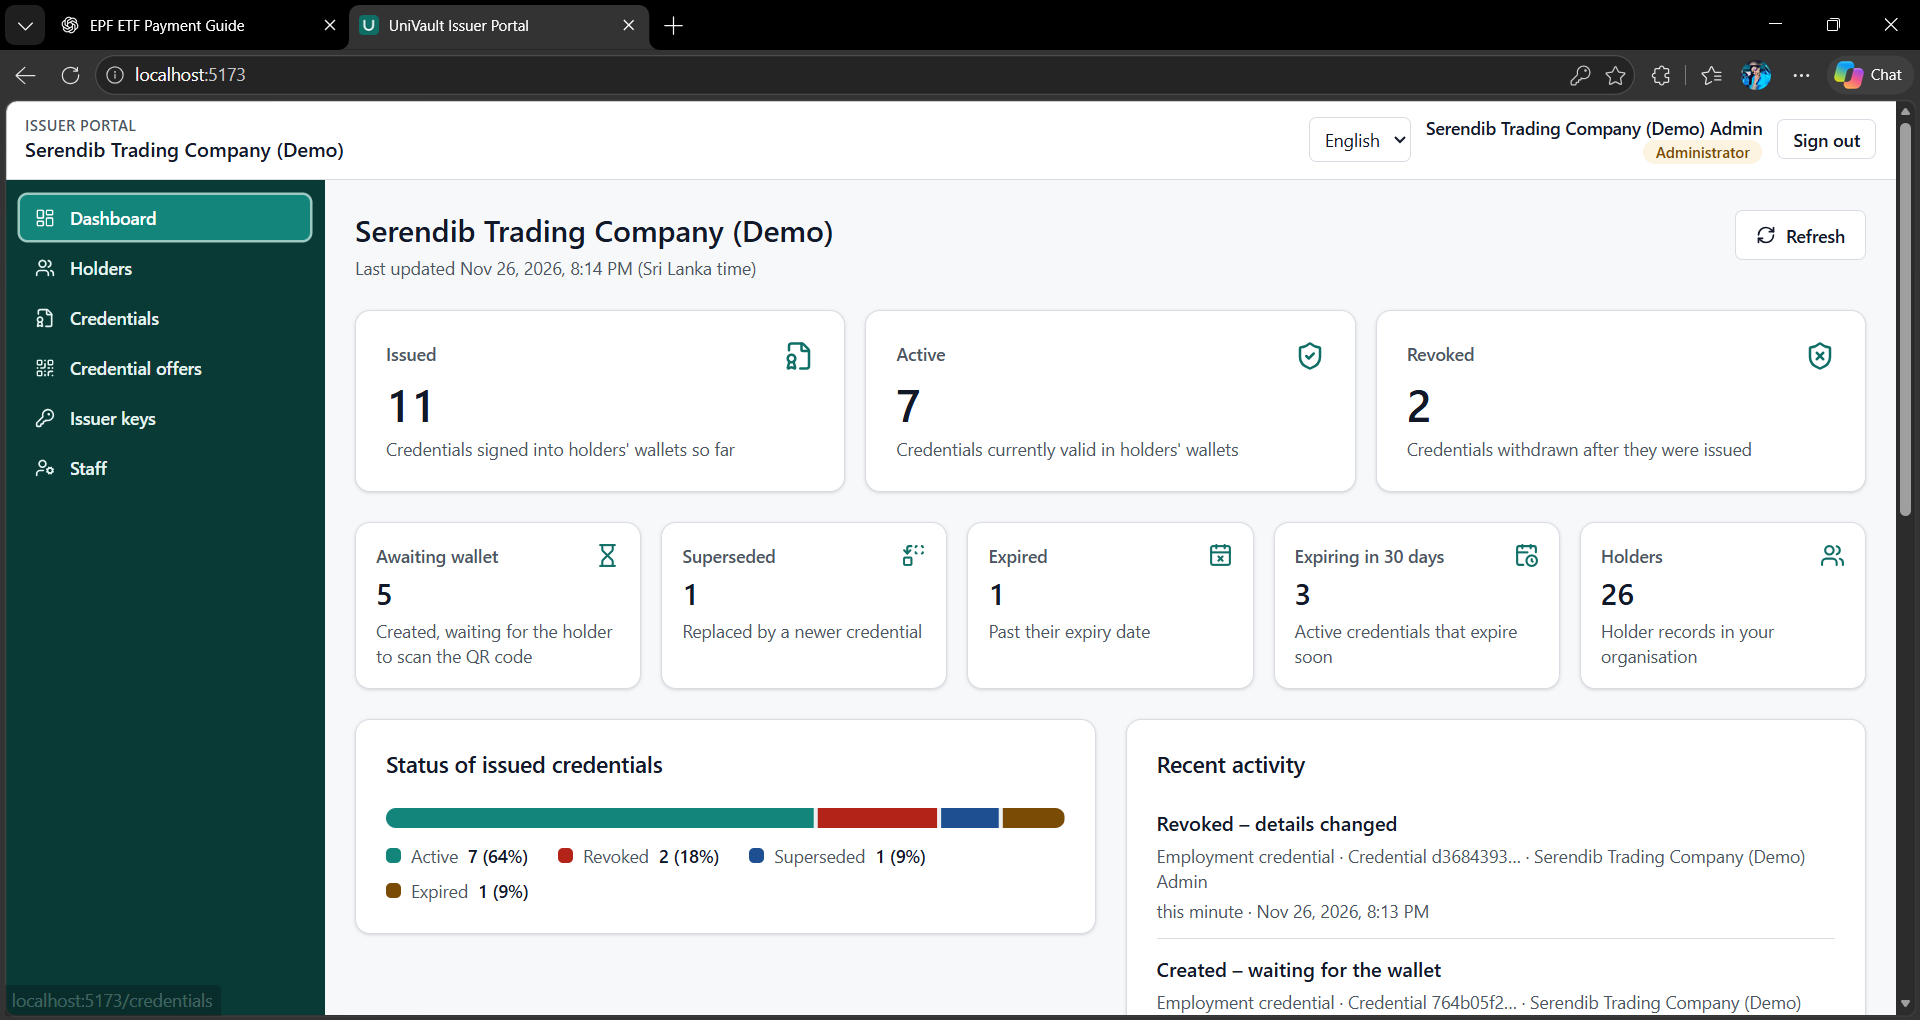 EPF ETF Payment Guide
UniVault Issuer Portal
localhost:5173
Chat
ISSUER PORTAL
Serendib Trading Company (Demo)
English
Serendib Trading Company (Demo) Admin
Administrator
Sign out
Dashboard
Holders
Credentials
Credential offers
Issuer keys
Staff
Serendib Trading Company (Demo)
Last updated Nov 26, 2026, 8:14 PM (Sri Lanka time)
Refresh
Issued
11
Credentials signed into holders' wallets so far
Active
7
Credentials currently valid in holders' wallets
Revoked
2
Credentials withdrawn after they were issued
Awaiting wallet
5
Created, waiting for the holder
to scan the QR code
Superseded
1
Replaced by a newer credential
Expired
1
Past their expiry date
Expiring in 30 days
3
Active credentials that expire
soon
Holders
26
Holder records in your
organisation
Status of issued credentials
Active 7 (64%) Revoked 2 (18%) Superseded 1 (9%)
Expired 1 (9%)
Recent activity
Revoked – details changed
Employment credential · Credential d3684393... · Serendib Trading Company (Demo)
Admin
this minute · Nov 26, 2026, 8:13 PM
Created – waiting for the wallet
Employment credential · Credential 764b05f2... · Serendib Trading Company (Demo)
localhost:5173/credentials